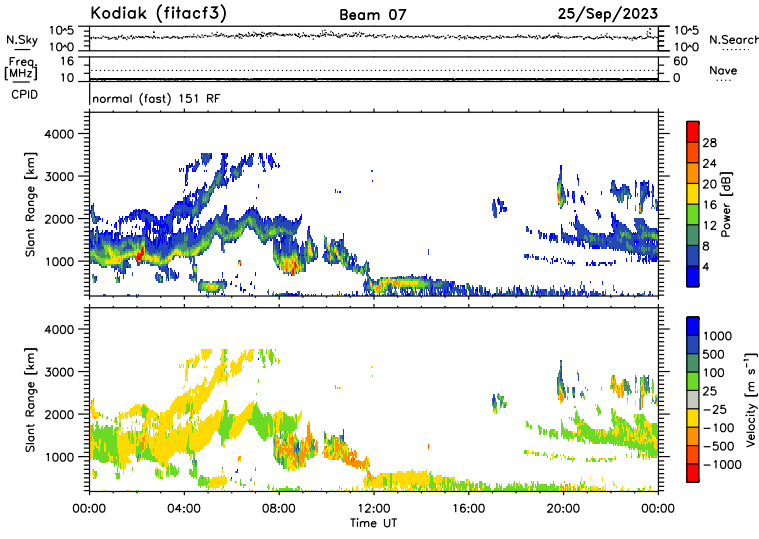 Kodiak (fitacf3) Beam 07 25/Sep/2023
N.Sky 10^5 10^0 10^5 10^0 N.Search
Freq. [MHz] 16 10 60 0 Nave
CPID normal (fast) 151 RF
Slant Range [km] 4000 3000 2000 1000
28 24 20 16 12 8 4 Power [dB]
Slant Range [km] 4000 3000 2000 1000
1000 500 100 25 −25 −100 −500 −1000 Velocity [m s⁻¹]
00:00 04:00 08:00 12:00 16:00 20:00 00:00
Time UT